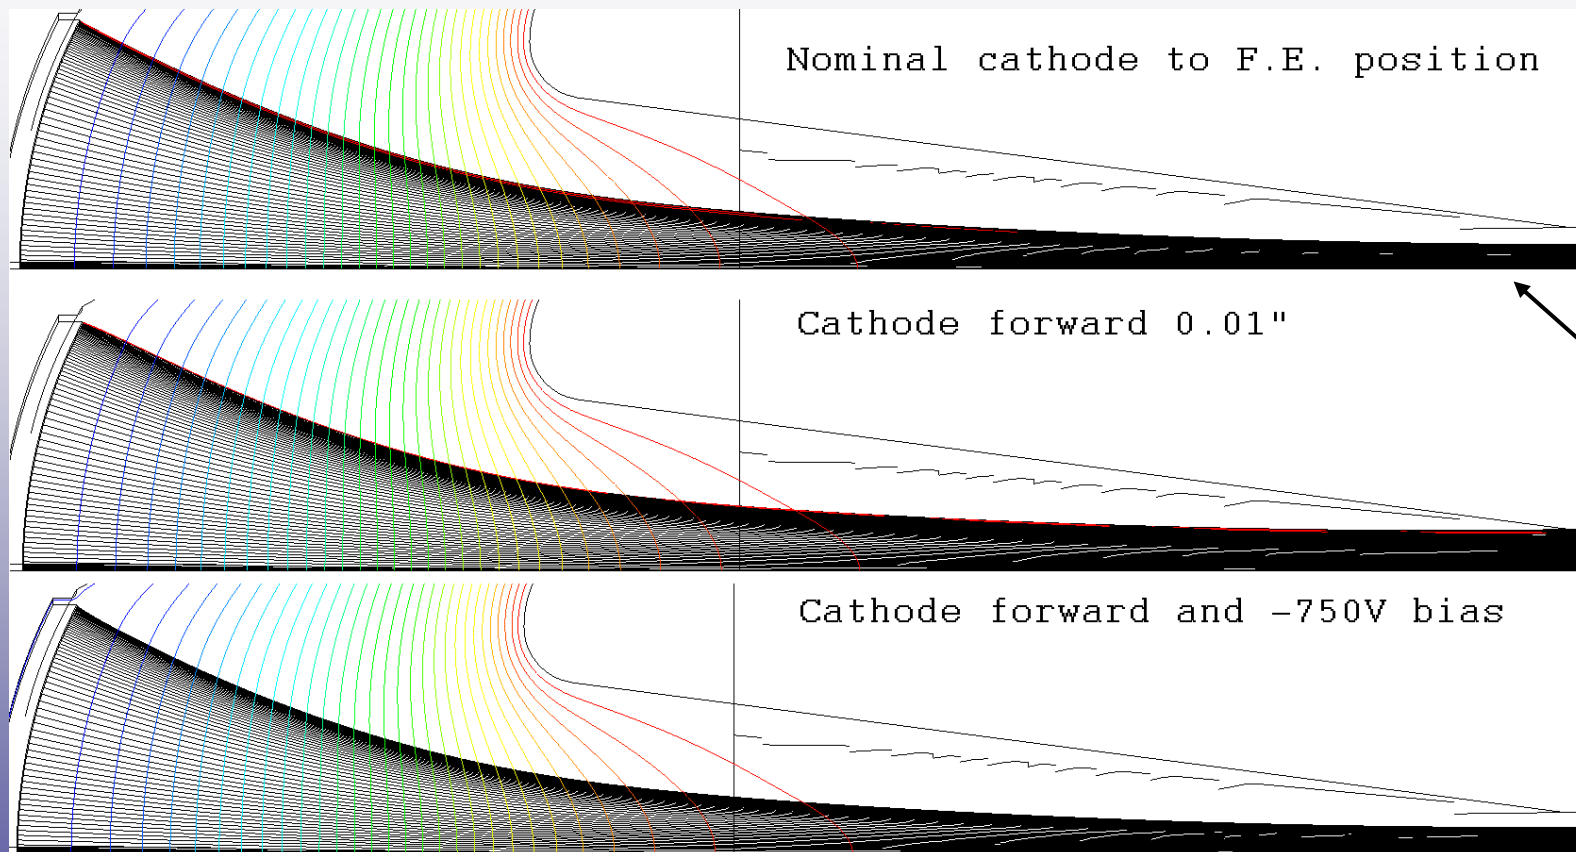 Nominal cathode to F.E. position
Cathode forward 0.01"
Cathode forward and -750V bias